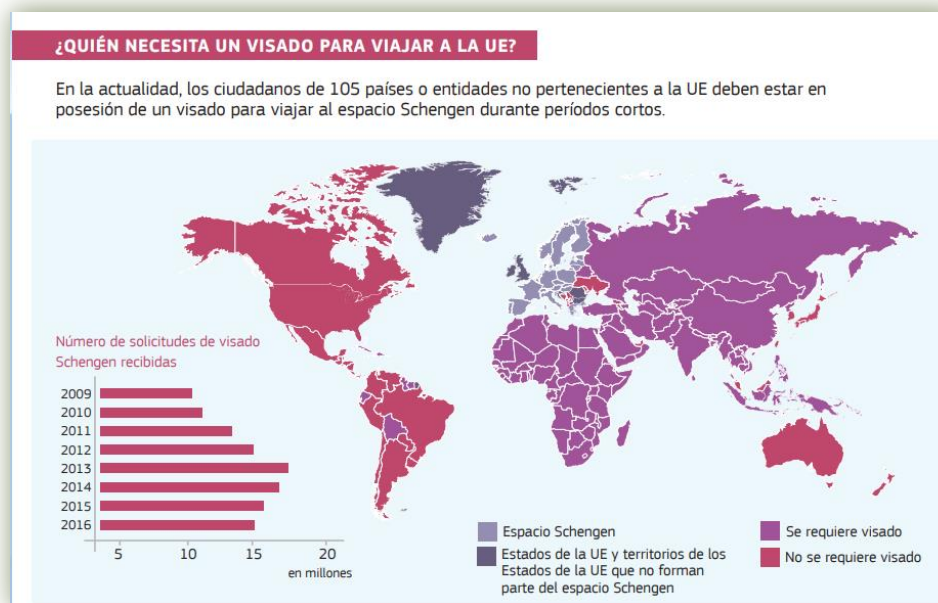 ¿QUIÉN NECESITA UN VISADO PARA VIAJAR A LA UE?
En la actualidad, los ciudadanos de 105 países o entidades no pertenecientes a la UE deben estar en
posesión de un visado para viajar al espacio Schengen durante períodos cortos.
Número de solicitudes de visado
Schengen recibidas
2009
2010
2011
2012
2013
2014
2015
2016
5 10 15 20
en millones
Espacio Schengen
Estados de la UE y territorios de los
Estados de la UE que no forman
parte del espacio Schengen
Se requiere visado
No se requiere visado